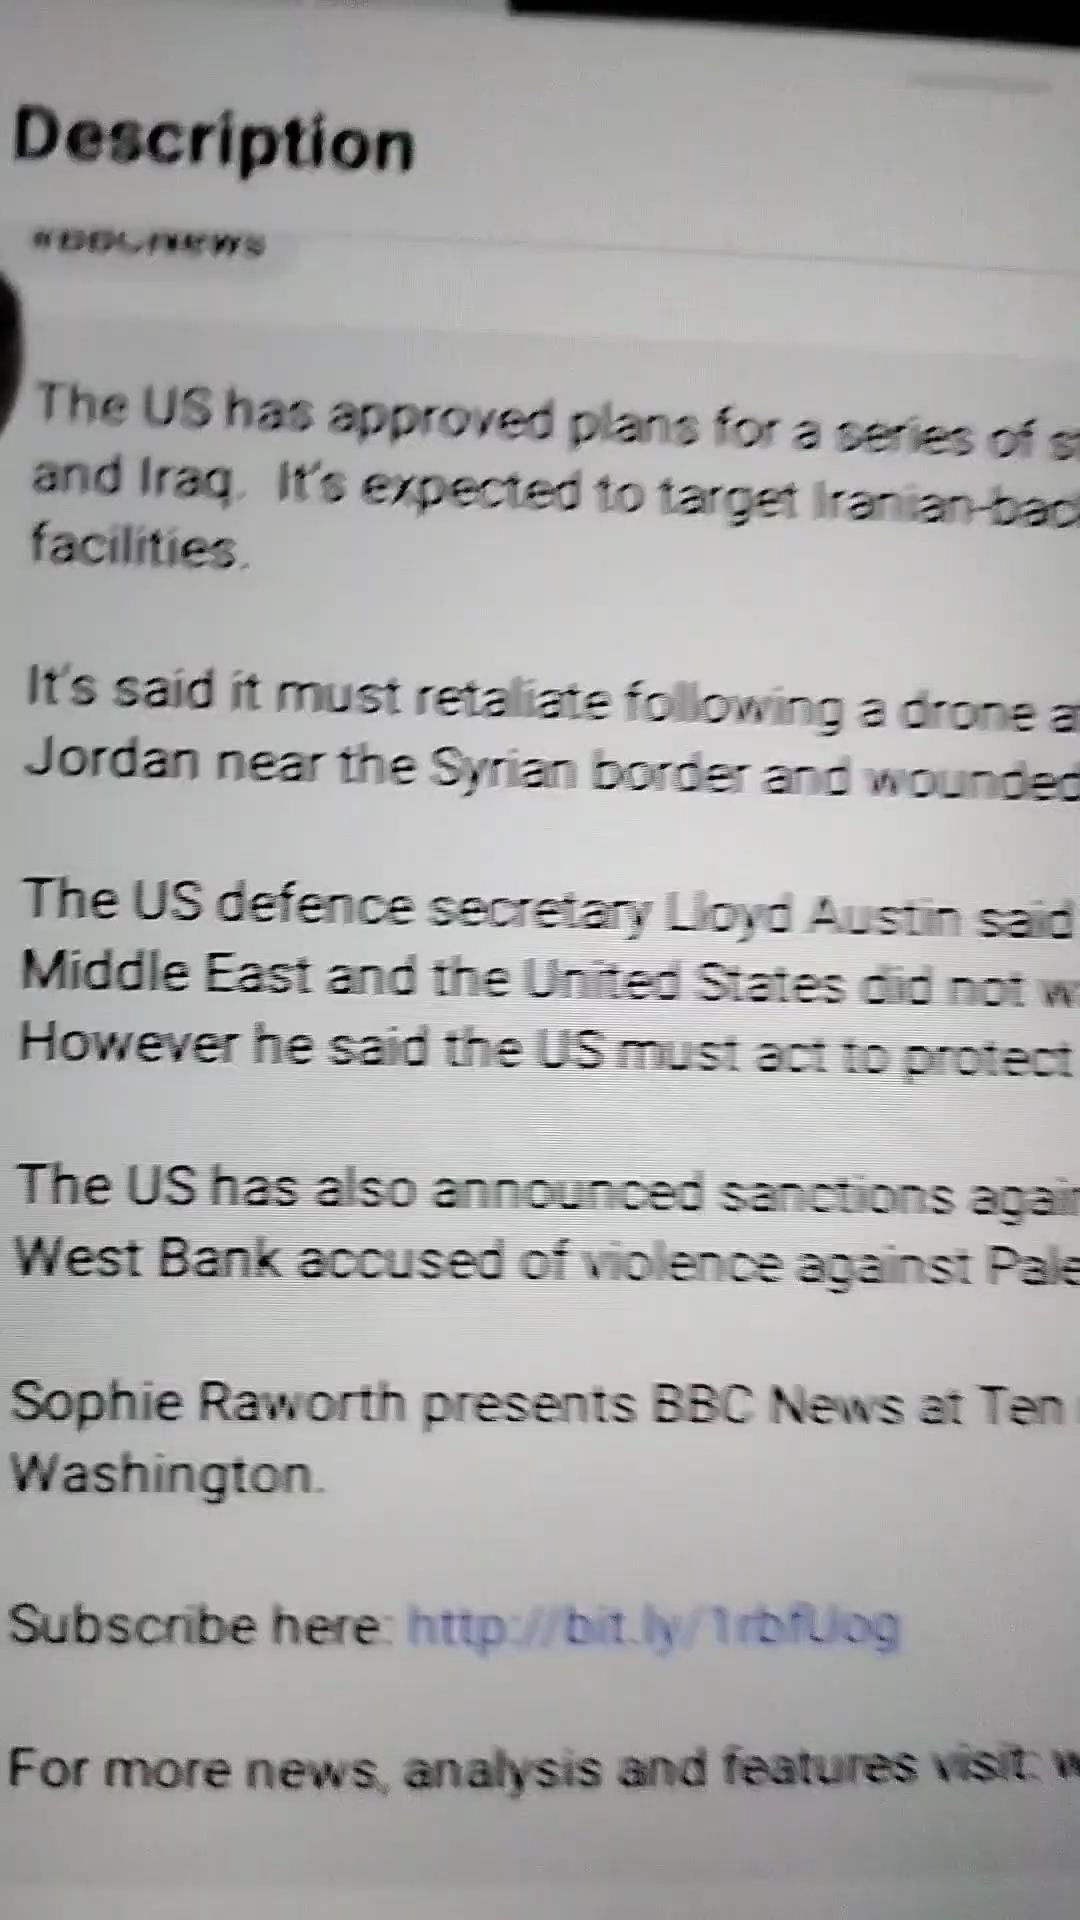 Description
The US has approved plans for a series of
and Iraq. It's expected to target
facilities.
It's said it must retaliate following a drone
Jordan near the Syrian border and wounded
The US defence secretary Lloyd Austin said
Middle East and the United States did not
However he said the US must act to protect
The US has also announced sanctions
West Bank accused of violence against
Sophie Raworth presents BBC News at Ten
Washington.
Subscribe here: http://bit.ly/1rbfUog
For more news, analysis and features visit: